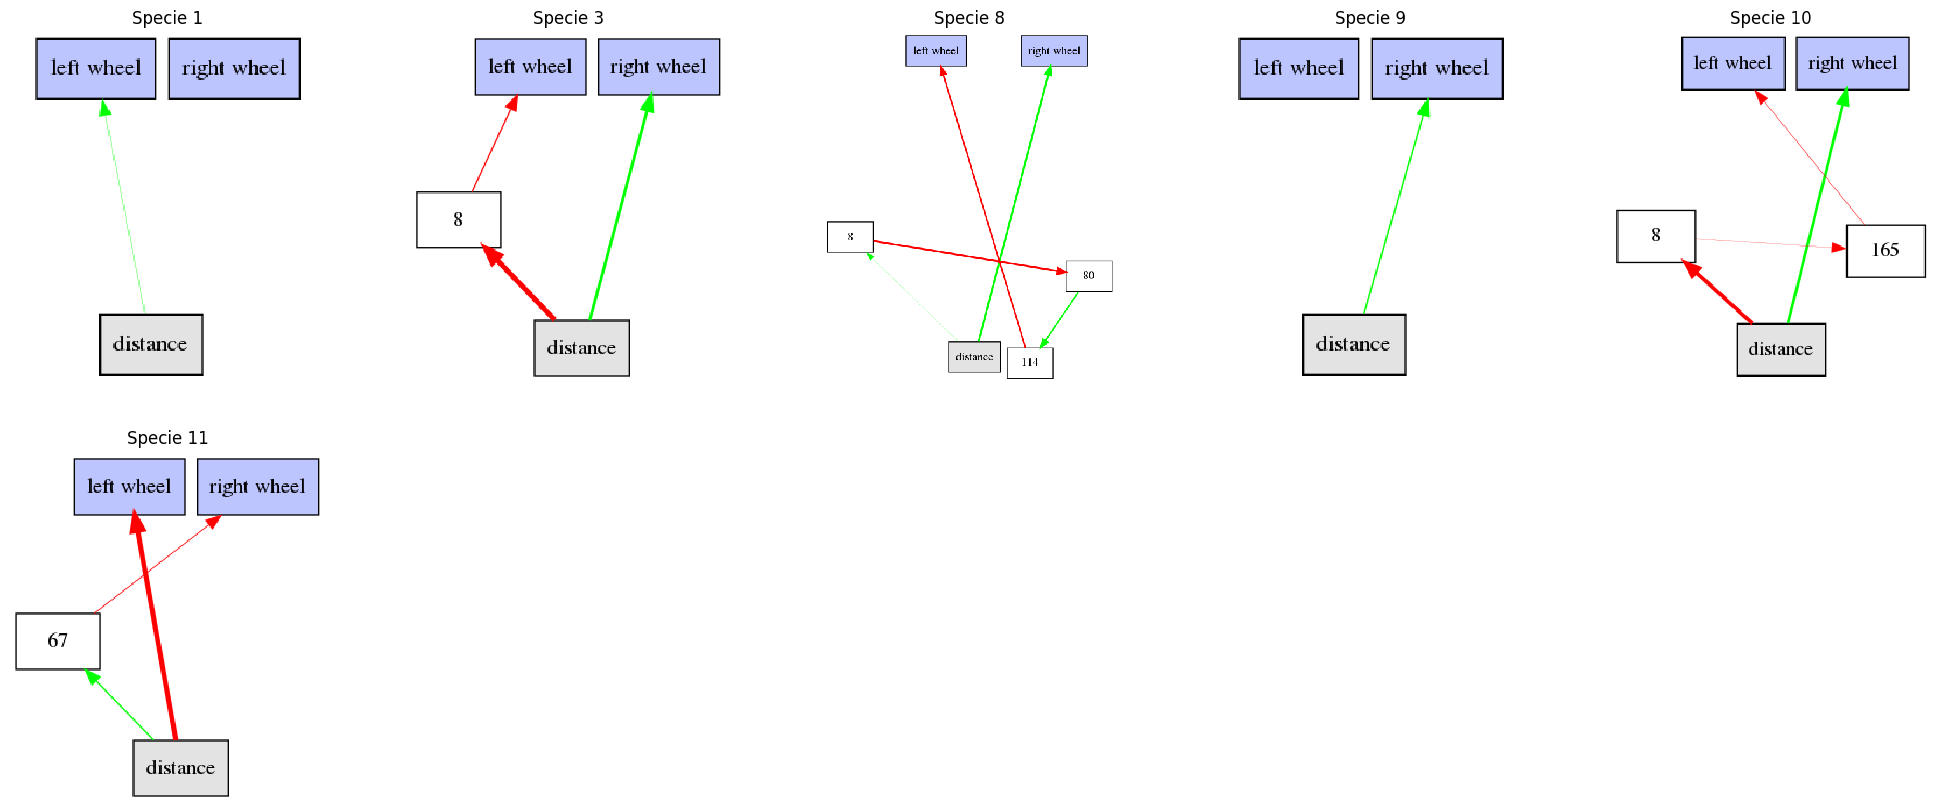 Specie 1
left wheel
right wheel
distance
Specie 3
left wheel
right wheel
8
distance
Specie 8
left wheel
right wheel
8
80
distance
114
Specie 9
left wheel
right wheel
distance
Specie 10
left wheel
right wheel
8
165
distance
Specie 11
left wheel
right wheel
67
distance